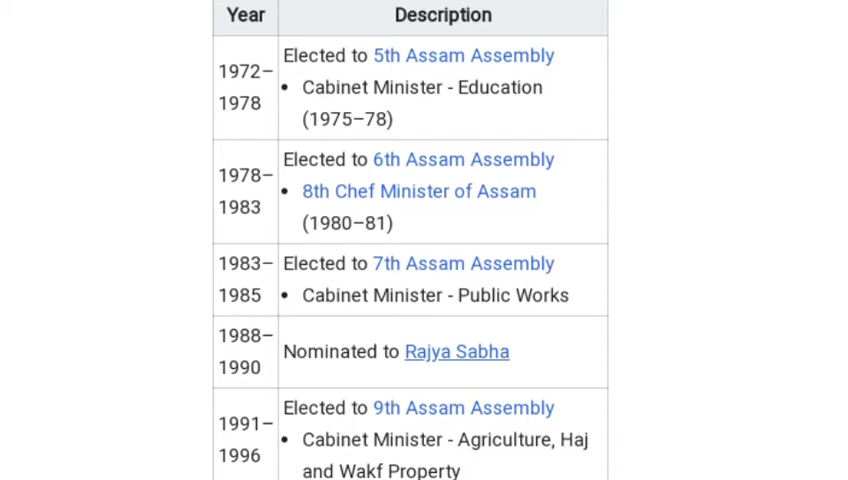 Year Description
1972– Elected to 5th Assam Assembly
1978 • Cabinet Minister - Education
(1975–78)
1978– Elected to 6th Assam Assembly
1983 • 8th Chef Minister of Assam
(1980–81)
1983– Elected to 7th Assam Assembly
1985 • Cabinet Minister - Public Works
1988–
1990
Nominated to Rajya Sabha
1991– Elected to 9th Assam Assembly
1996 • Cabinet Minister - Agriculture, Haj
and Wakf Property